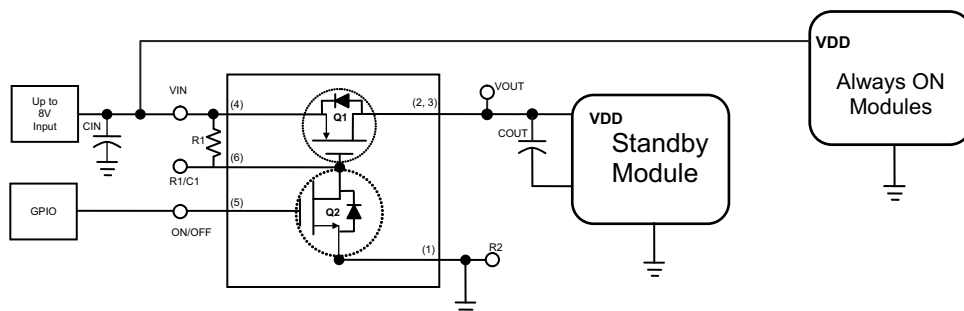 VDD
Always ON
Modules
Up to
8V
Input
CIN
VIN
(4)
Q1
(2, 3)
VOUT
COUT
VDD
Standby
Module
R1
(6)
R1/C1
GPIO
ON/OFF
(5)
Q2
(1)
R2